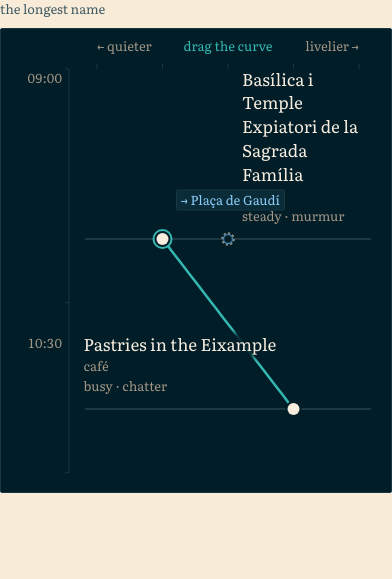 the longest name
← quieter drag the curve livelier →
09:00
Basílica i
Temple
Expiatori de la
Sagrada
Família
→ Plaça de Gaudí
steady · murmur
10:30
Pastries in the Eixample
café
busy · chatter